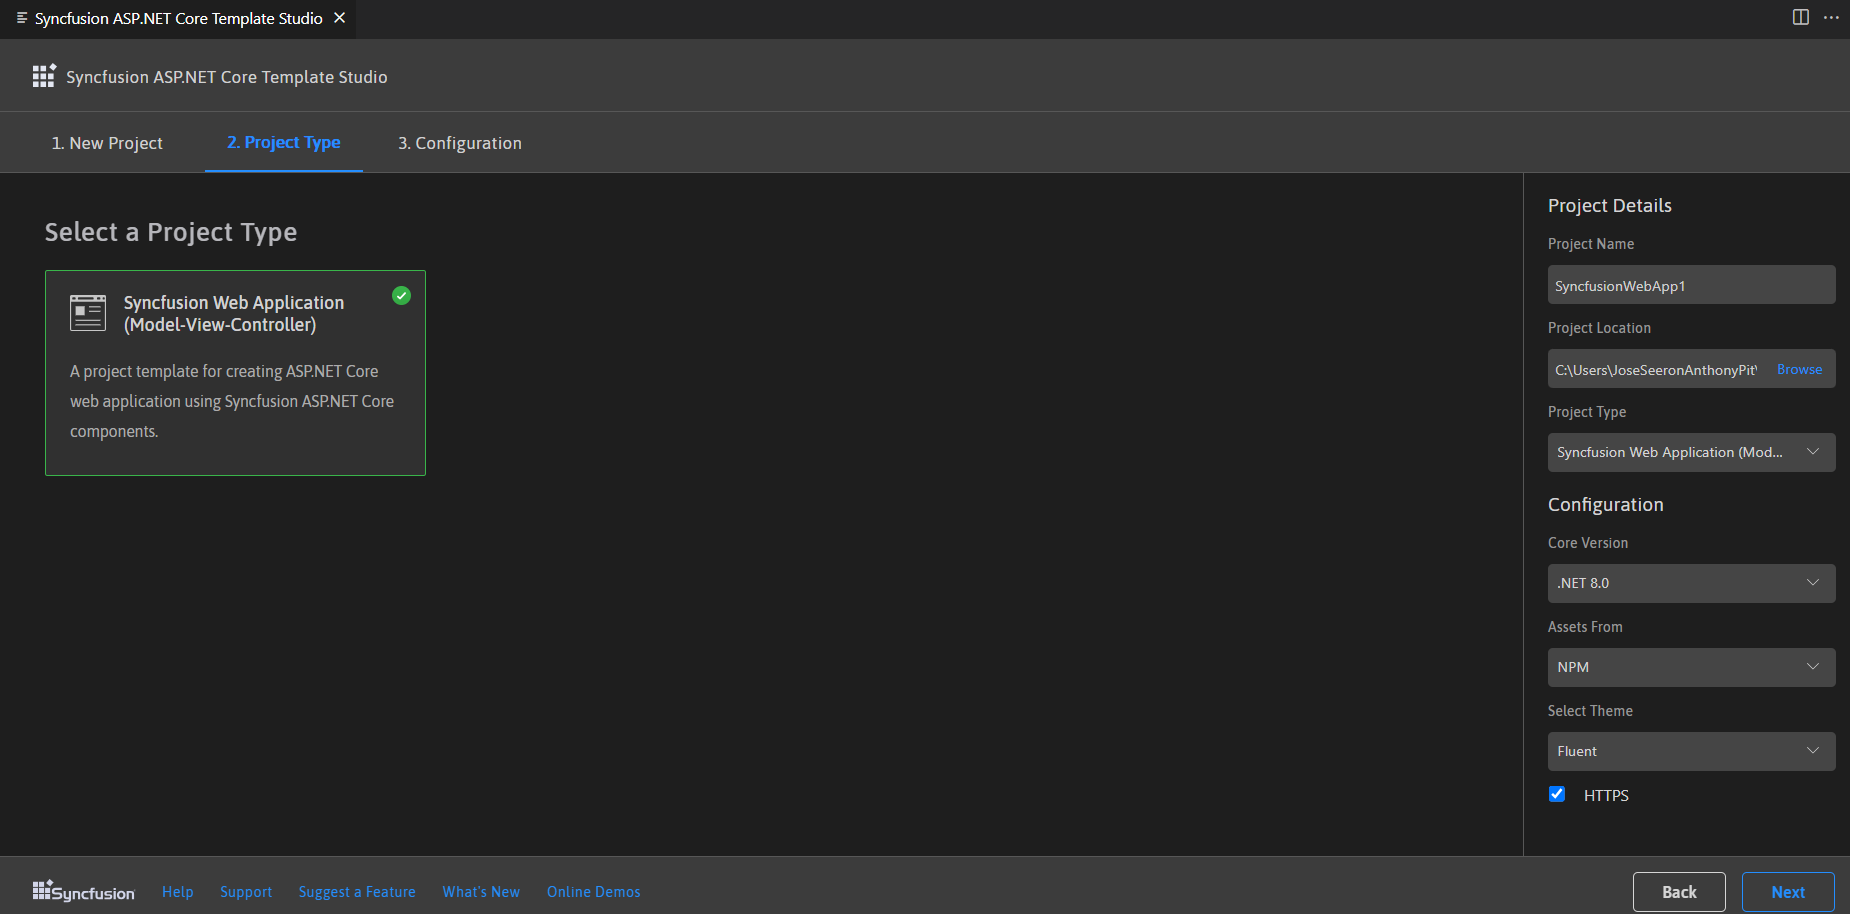 Syncfusion ASP.NET Core Template Studio
Syncfusion ASP.NET Core Template Studio
1. New Project
2. Project Type
3. Configuration
Select a Project Type
Syncfusion Web Application
(Model-View-Controller)
A project template for creating ASP.NET Core
web application using Syncfusion ASP.NET Core
components.
Project Details
Project Name
SyncfusionWebApp1
Project Location
C:\Users\JoseSeeronAnthonyPit\
Browse
Project Type
Syncfusion Web Application (Mod...
Configuration
Core Version
.NET 8.0
Assets From
NPM
Select Theme
Fluent
HTTPS
Syncfusion
Help
Support
Suggest a Feature
What's New
Online Demos
Back
Next